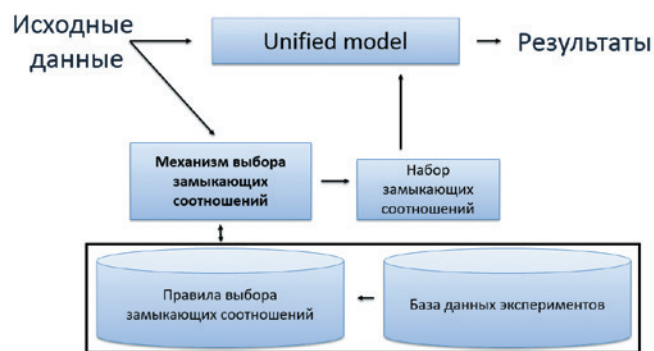 Исходные
данные
Unified model
Результаты
Механизм выбора
замыкающих
соотношений
Набор
замыкающих
соотношений
Правила выбора
замыкающих соотношений
База данных экспериментов